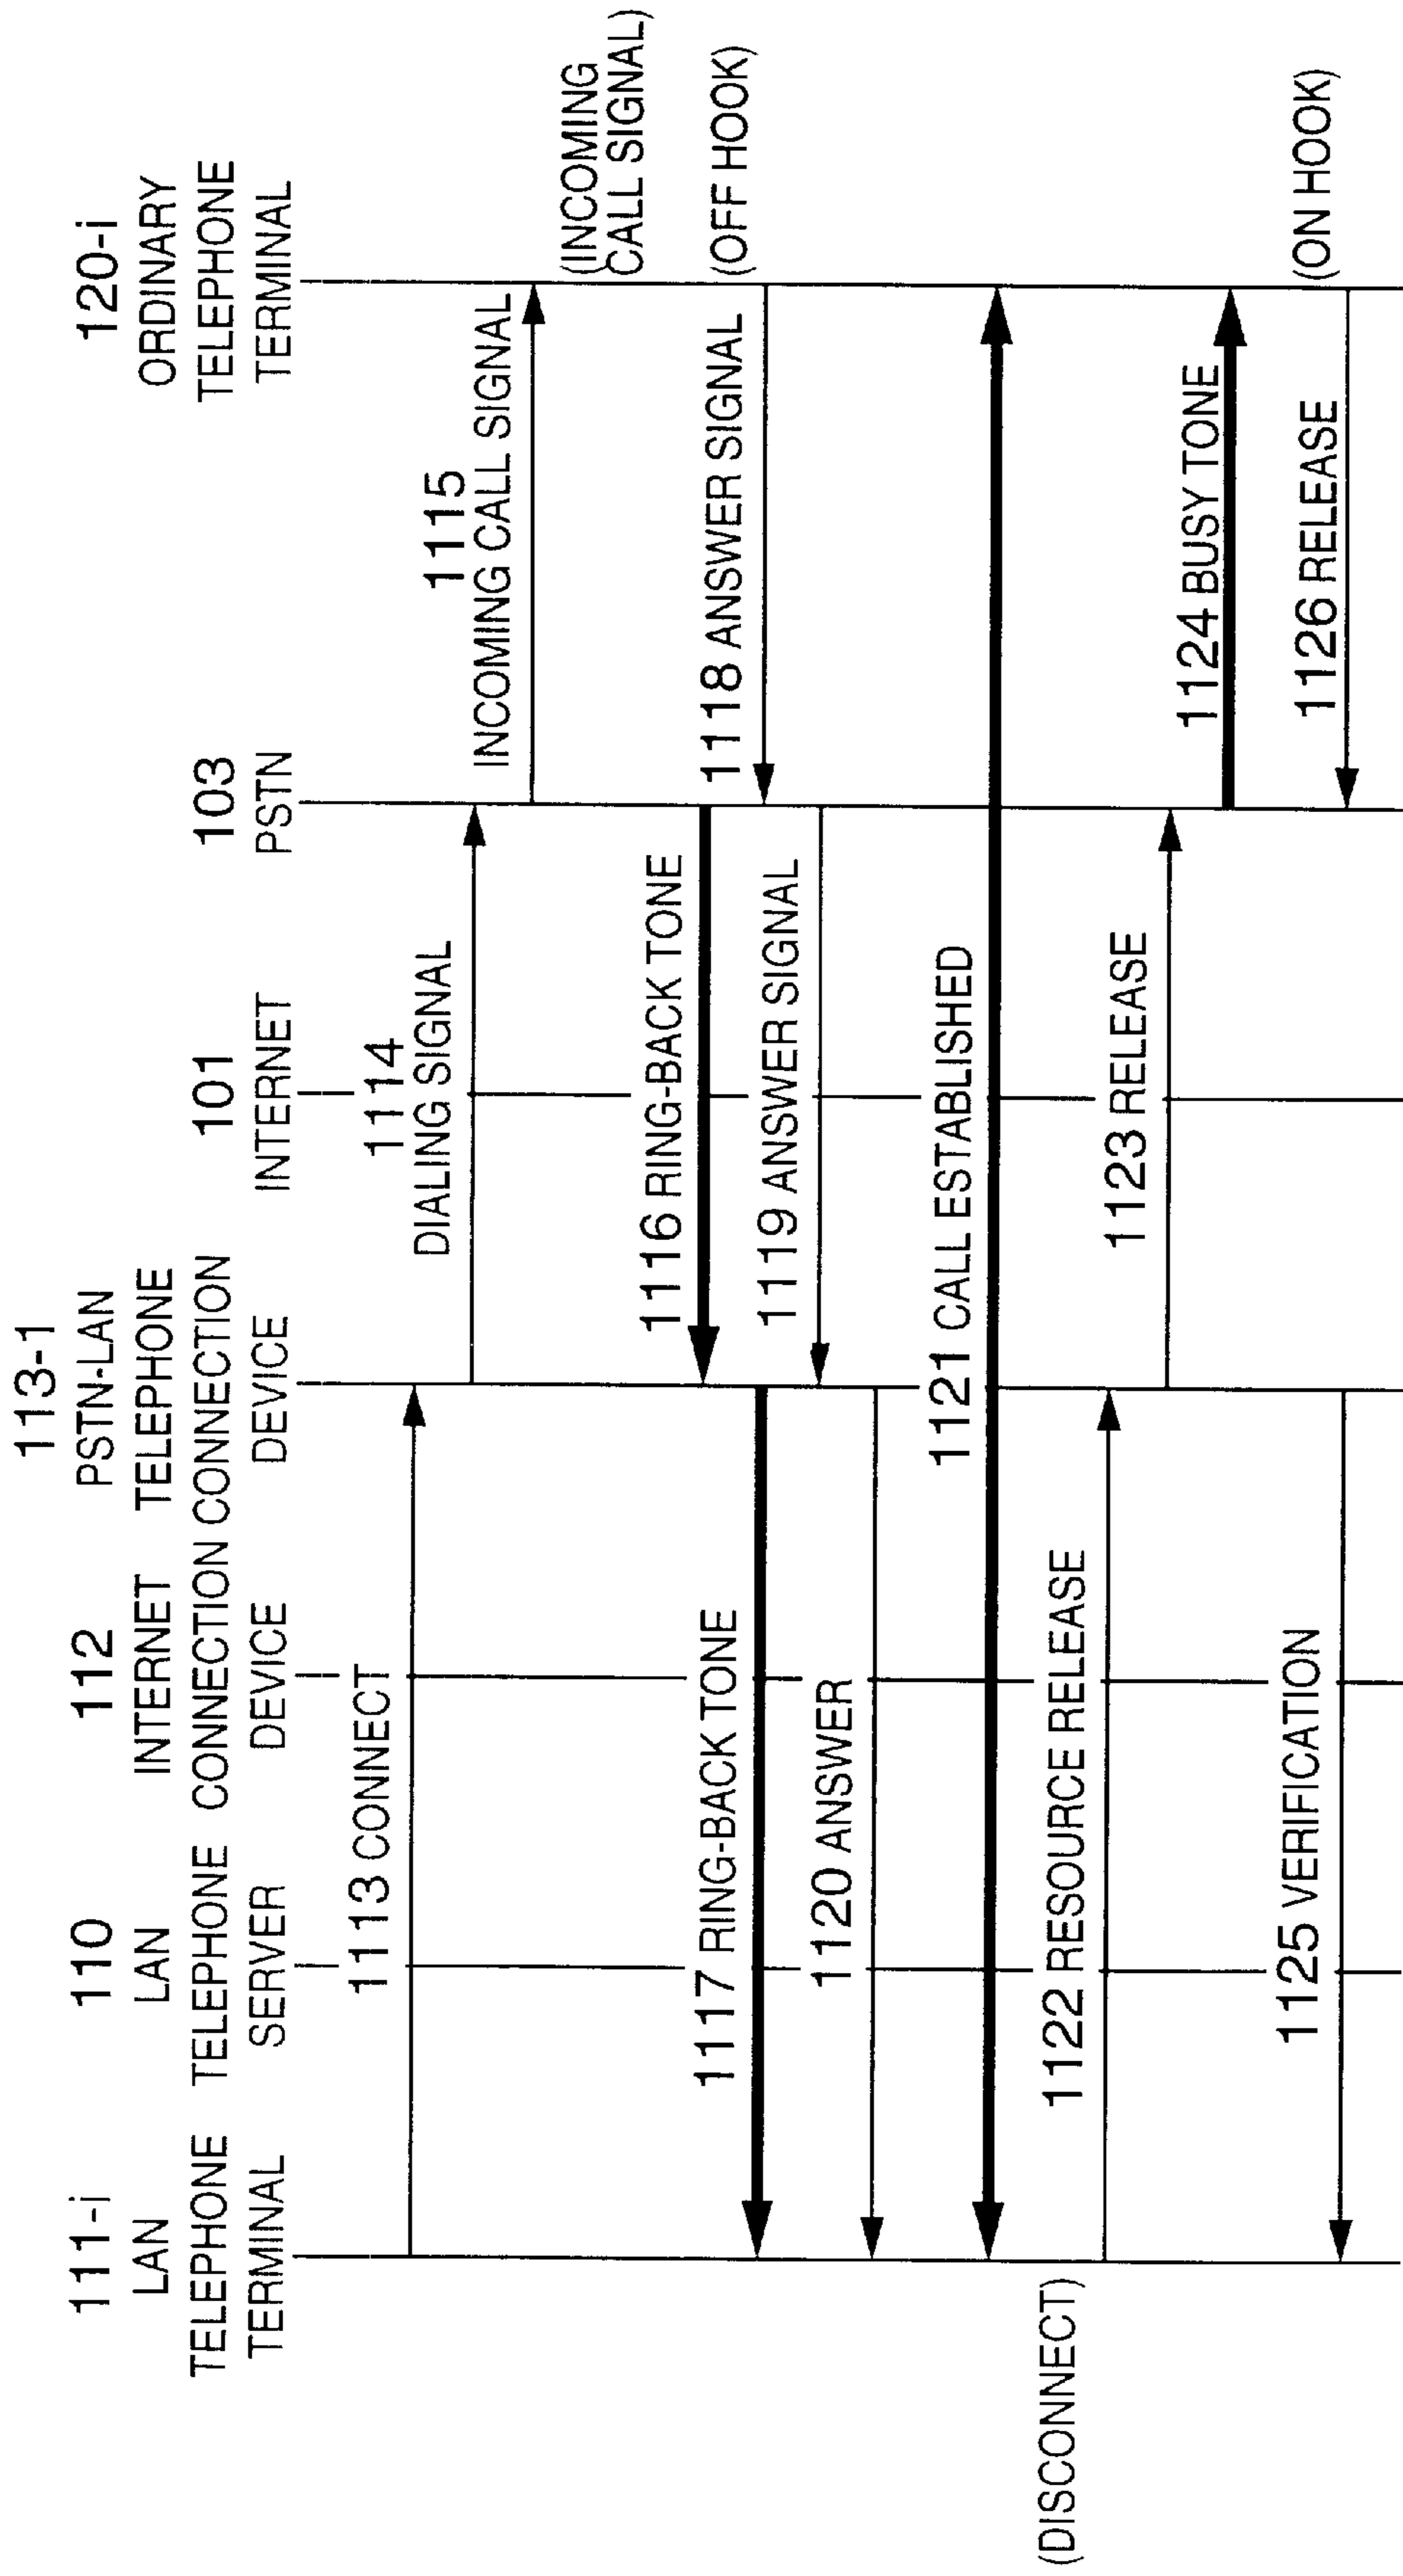 111-i
LAN
TELEPHONE
TERMINAL
110
LAN
TELEPHONE
SERVER
112
INTERNET
CONNECTION
DEVICE
113-1
PSTN-LAN
TELEPHONE
CONNECTION
DEVICE
101
INTERNET
103
PSTN
120-i
ORDINARY
TELEPHONE
TERMINAL
1113 CONNECT
1114
DIALING SIGNAL
1115
INCOMING CALL SIGNAL
(INCOMING
CALL SIGNAL)
1116 RING-BACK TONE
1117 RING-BACK TONE
(OFF HOOK)
1118 ANSWER SIGNAL
1119 ANSWER SIGNAL
1120 ANSWER
1121 CALL ESTABLISHED
(DISCONNECT)
1122 RESOURCE RELEASE
1123 RELEASE
1124 BUSY TONE
1125 VERIFICATION
(ON HOOK)
1126 RELEASE